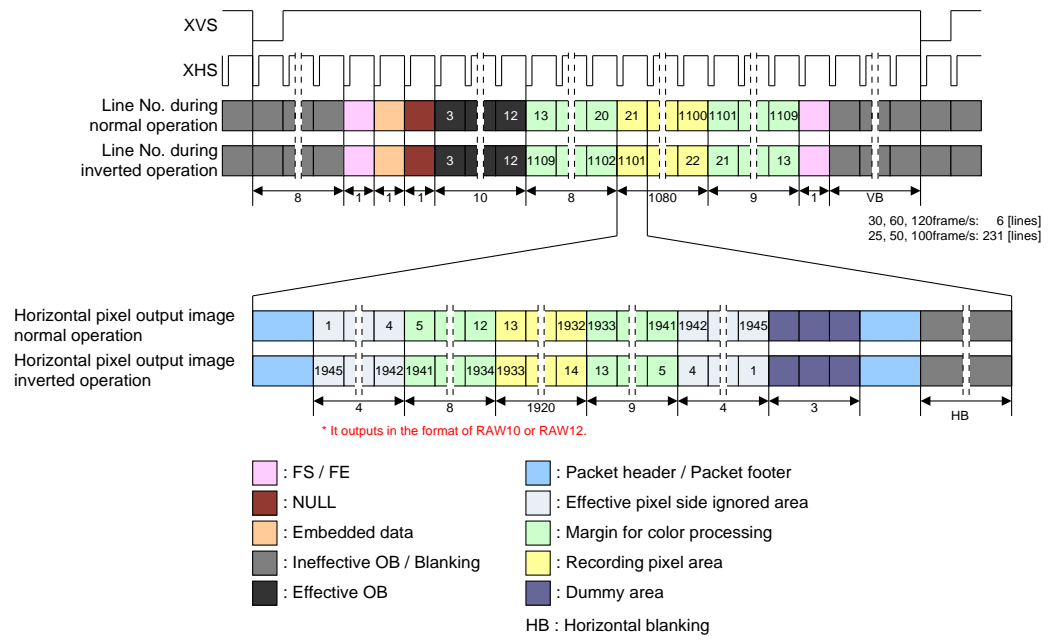 XVS
XHS
Line No. during
normal operation
3 12 13 20 21 1100 1101 1109
Line No. during
inverted operation
3 12 1109 1102 1101 22 21 13
8 1 1 1 10 8 1080 9 1 VB
30, 60, 120frame/s: 6 [lines]
25, 50, 100frame/s: 231 [lines]
Horizontal pixel output image
normal operation
1 4 5 12 13 1932 1933 1941 1942 1945
Horizontal pixel output image
inverted operation
1945 1942 1941 1934 1933 14 13 5 4 1
4 8 1920 9 4 3 HB
* It outputs in the format of RAW10 or RAW12.
: FS / FE
: Packet header / Packet footer
: NULL
: Effective pixel side ignored area
: Embedded data
: Margin for color processing
: Ineffective OB / Blanking
: Recording pixel area
: Effective OB
: Dummy area
HB : Horizontal blanking